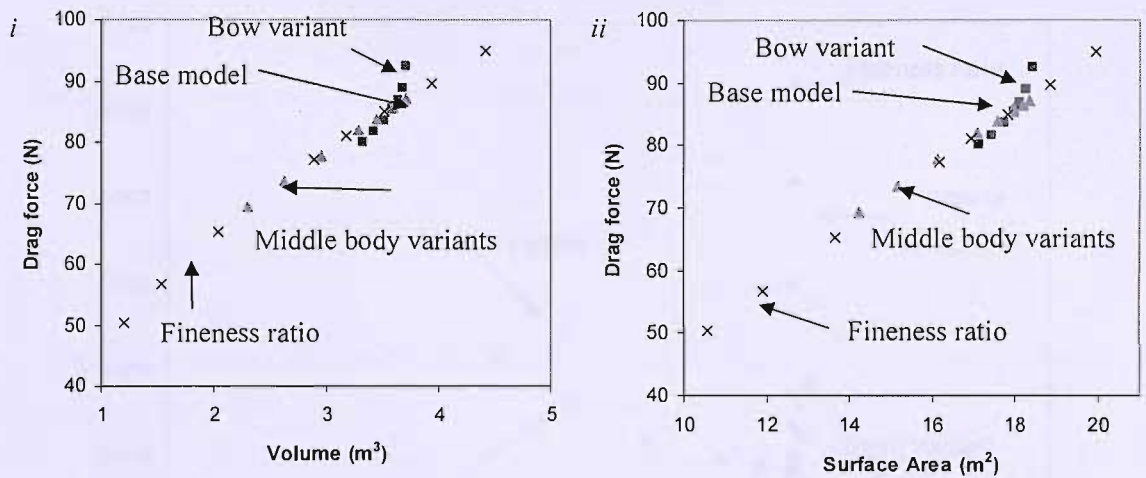 i
100
90
80
70
60
50
40
Drag force (N)
Bow variant
Base model
Middle body variants
Fineness ratio
1 2 3 4 5
Volume (m³)
ii
100
90
80
70
60
50
40
Drag force (N)
Bow variant
Base model
Middle body variants
Fineness ratio
10 12 14 16 18 20
Surface Area (m²)